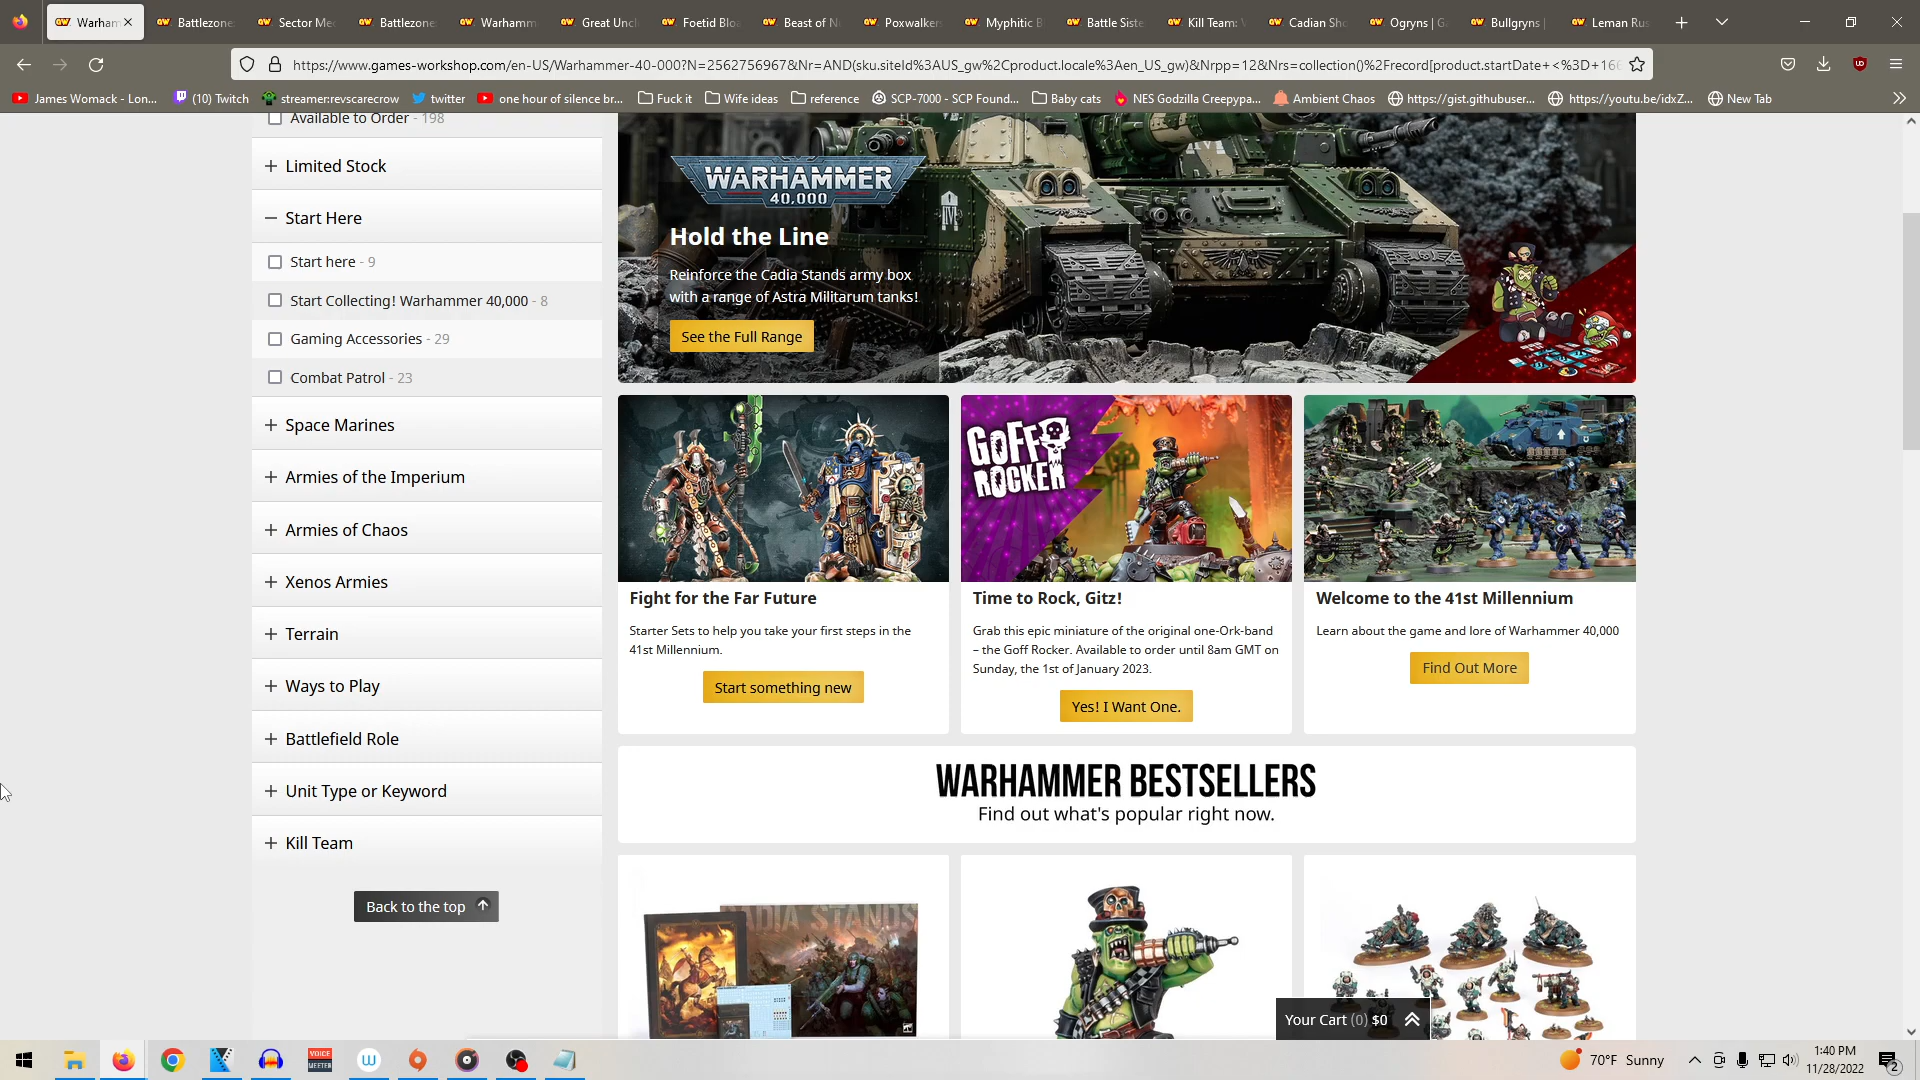 Warham
Battlezone:
Sector Me
Battlezone
Warhamm
Great Uncl
Foetid Blo
Beast of N
Poxwalkers
Myphitic B
Battle Siste
Kill Team:
Cadian Sho
Ogryns | G
Bullgryns |
Leman Rus
https://www.games-workshop.com/en-US/Warhammer-40-000?N=2562756967&Nr=AND(sku.siteId%3AUS_gw%2Cproduct.locale%3Aen_US_gw)&Nrpp=12&Nrs=collection()%2Frecord[product.startDate+<%3D+166
James Womack - Lon...
(10) Twitch
streamer:revscarecrow
twitter
one hour of silence br...
Fuck it
Wife ideas
reference
SCP-7000 - SCP Found...
Baby cats
NES Godzilla Creepypa...
Ambient Chaos
https://gist.githubuser...
https://youtu.be/idxZ...
New Tab
Available to Order - 198
Limited Stock
Start Here
Start here - 9
Start Collecting! Warhammer 40,000 - 8
Gaming Accessories - 29
Combat Patrol - 23
Space Marines
Armies of the Imperium
Armies of Chaos
Xenos Armies
Terrain
Ways to Play
Battlefield Role
Unit Type or Keyword
Kill Team
Back to the top
WARHAMMER
40,000
Hold the Line
Reinforce the Cadia Stands army box
with a range of Astra Militarum tanks!
See the Full Range
Fight for the Far Future
Starter Sets to help you take your first steps in the
41st Millennium.
Start something new
GOFF
ROCKER
Time to Rock, Gitz!
Grab this epic miniature of the original one-Ork-band
– the Goff Rocker. Available to order until 8am GMT on
Sunday, the 1st of January 2023.
Yes! I Want One.
Welcome to the 41st Millennium
Learn about the game and lore of Warhammer 40,000
Find Out More
WARHAMMER BESTSELLERS
Find out what's popular right now.
CADIA STANDS
Your Cart (0) $0
VOICE
MEETER
70°F Sunny
1:40 PM
11/28/2022
2